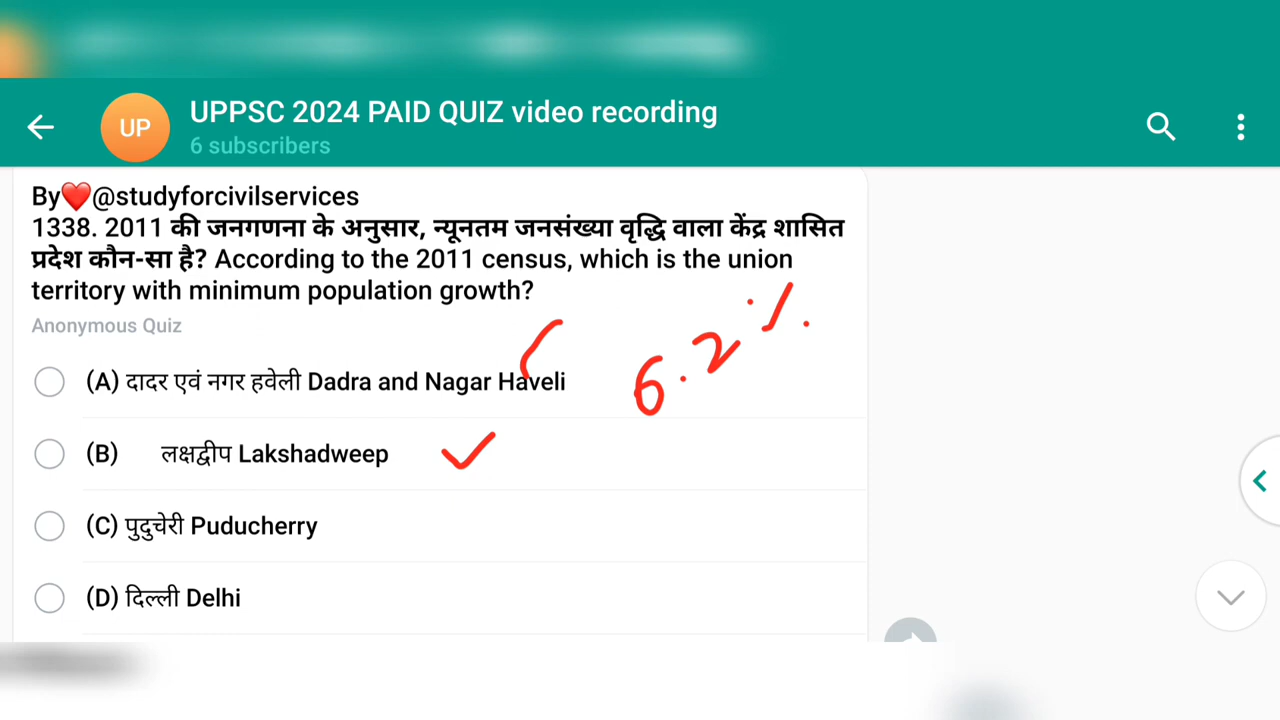 UP
UPPSC 2024 PAID QUIZ video recording
6 subscribers
By❤️@studyforcivilservices
1338. 2011 की जनगणना के अनुसार, न्यूनतम जनसंख्या वृद्धि वाला केंद्र शासित
प्रदेश कौन-सा है? According to the 2011 census, which is the union
territory with minimum population growth?
Anonymous Quiz
(A) दादर एवं नगर हवेली Dadra and Nagar Haveli
6.2%.
(B) लक्षद्वीप Lakshadweep
(C) पुदुचेरी Puducherry
(D) दिल्ली Delhi